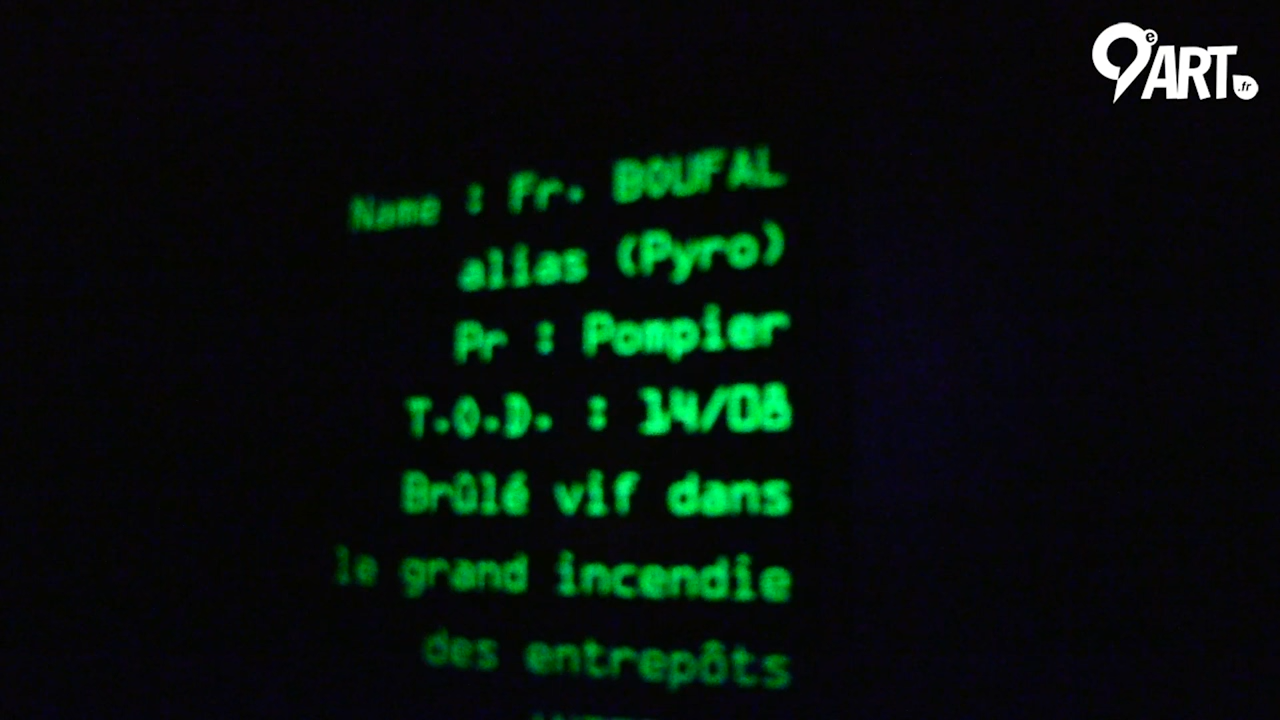 9e ART.fr
Name : Fr. BOUFAL
alias (Pyro)
Pr : Pompier
T.O.D. : 14/08
Brûlé vif dans
le grand incendie
des entrepôts